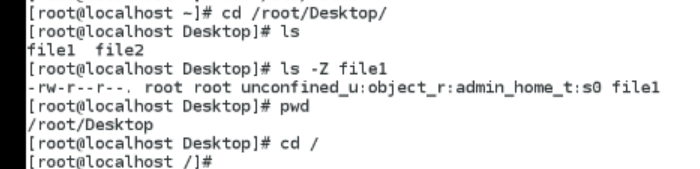 [root@localhost ~]# cd /root/Desktop/
[root@localhost Desktop]# ls
file1  file2
[root@localhost Desktop]# ls -Z file1
-rw-r--r--. root root unconfined_u:object_r:admin_home_t:s0 file1
[root@localhost Desktop]# pwd
/root/Desktop
[root@localhost Desktop]# cd /
[root@localhost /]#